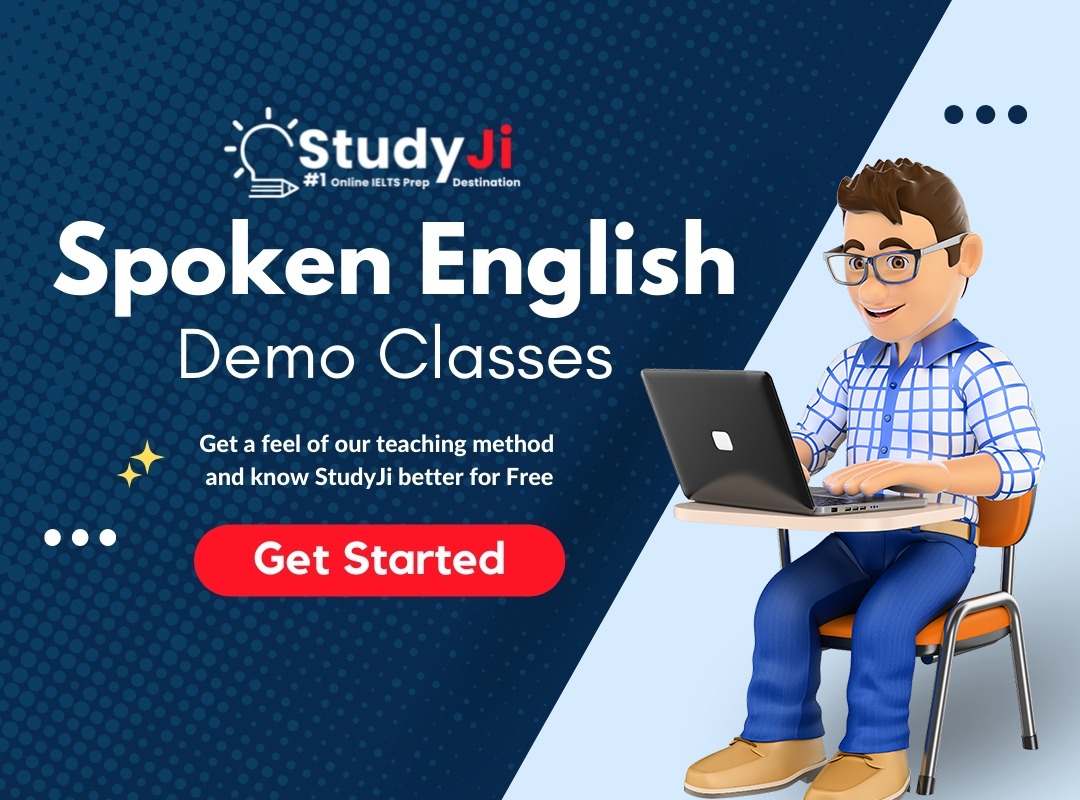 StudyJi
#1 Online IELTS Prep Destination
Spoken English
Demo Classes
Get a feel of our teaching method
and know StudyJi better for Free
Get Started